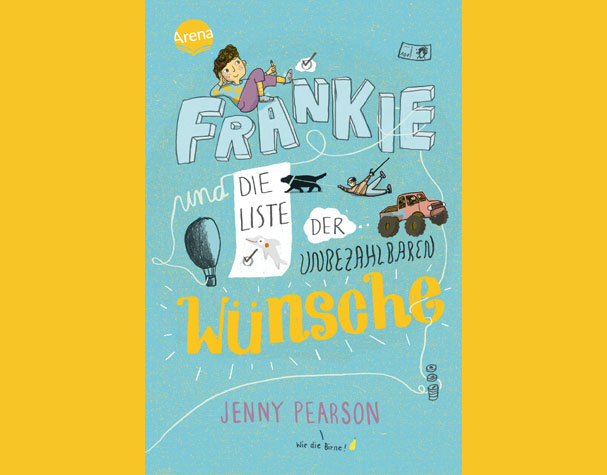 Arena
FRANKIE
und DIE
LISTE
DER
UNBEZAHLBAREN
WÜNSCHE
JENNY PEARSON
Wie die Birne!